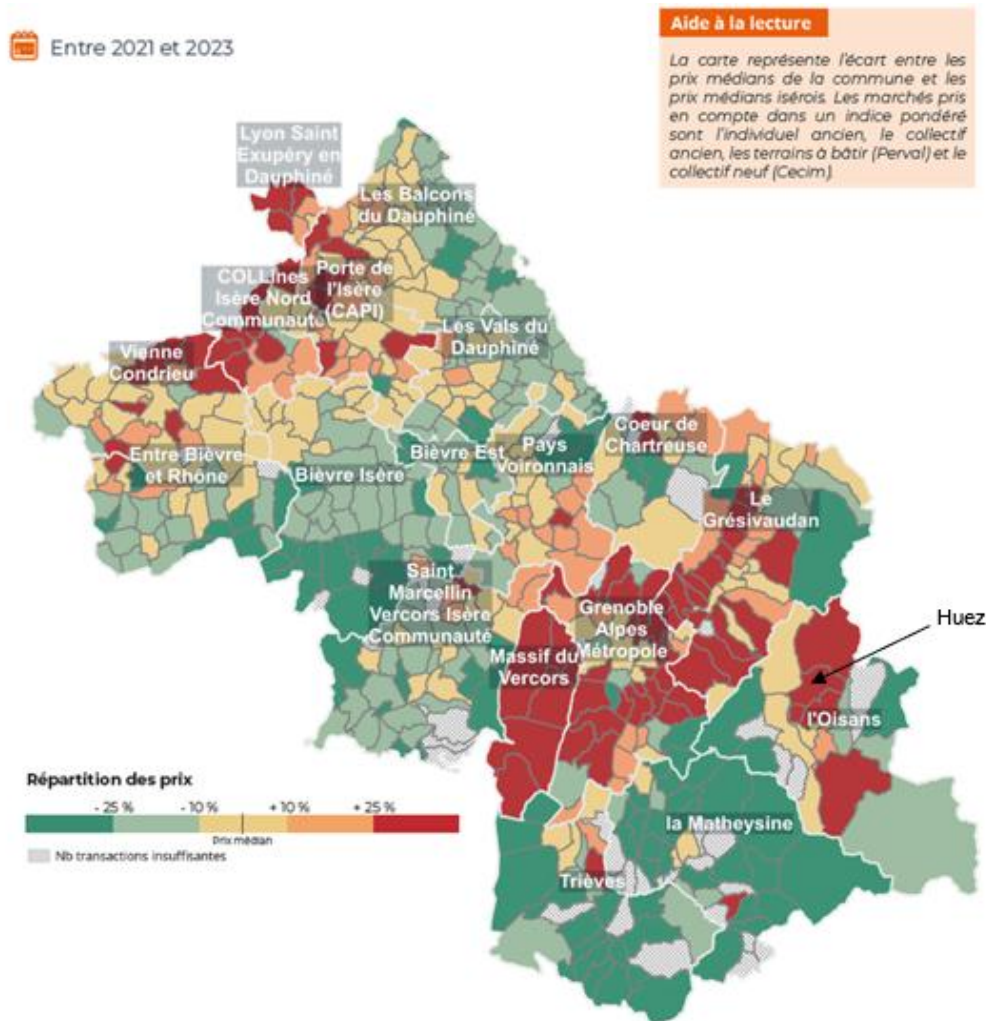 Entre 2021 et 2023
Aide à la lecture
La carte représente l'écart entre les
prix médians de la commune et les
prix médians isérois. Les marchés pris
en compte dans un indice pondéré
sont l'individuel ancien, le collectif
ancien, les terrains à bâtir (Perval) et le
collectif neuf (Cecim).
Lyon Saint
Exupéry en
Dauphiné
Les Balcons
du Dauphiné
COLLines
Isère Nord
Communauté
Porte de
l'Isère
(CAPI)
Les Vals du
Dauphiné
Vienne
Condrieu
Entre Bièvre
et Rhône
Bièvre Isère
Bièvre Est
Pays
Voironnais
Coeur de
Chartreuse
Le
Grésivaudan
Saint
Marcellin
Vercors Isère
Communauté
Grenoble
Alpes
Métropole
Massif du
Vercors
Huez
l'Oisans
la Matheysine
Trièves
Répartition des prix
- 25 % - 10 % + 10 % + 25 %
Prix médian
Nb transactions insuffisantes